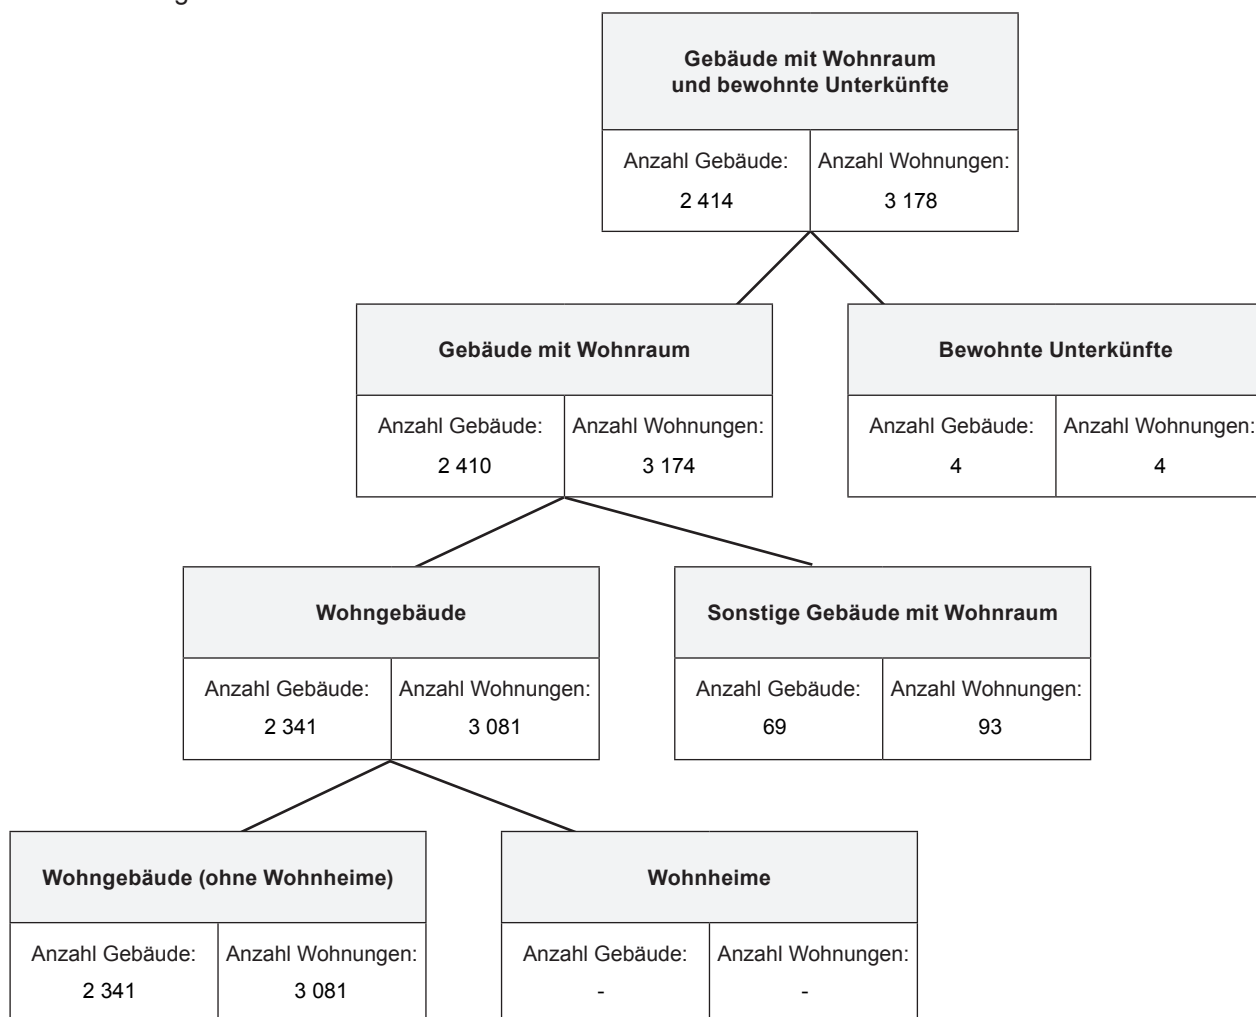 Gebäude mit Wohnraum
und bewohnte Unterkünfte
Anzahl Gebäude: Anzahl Wohnungen:
2 414 3 178
Gebäude mit Wohnraum Bewohnte Unterkünfte
Anzahl Gebäude: Anzahl Wohnungen: Anzahl Gebäude: Anzahl Wohnungen:
2 410 3 174 4 4
Wohngebäude Sonstige Gebäude mit Wohnraum
Anzahl Gebäude: Anzahl Wohnungen: Anzahl Gebäude: Anzahl Wohnungen:
2 341 3 081 69 93
Wohngebäude (ohne Wohnheime) Wohnheime
Anzahl Gebäude: Anzahl Wohnungen: Anzahl Gebäude: Anzahl Wohnungen:
2 341 3 081 - -